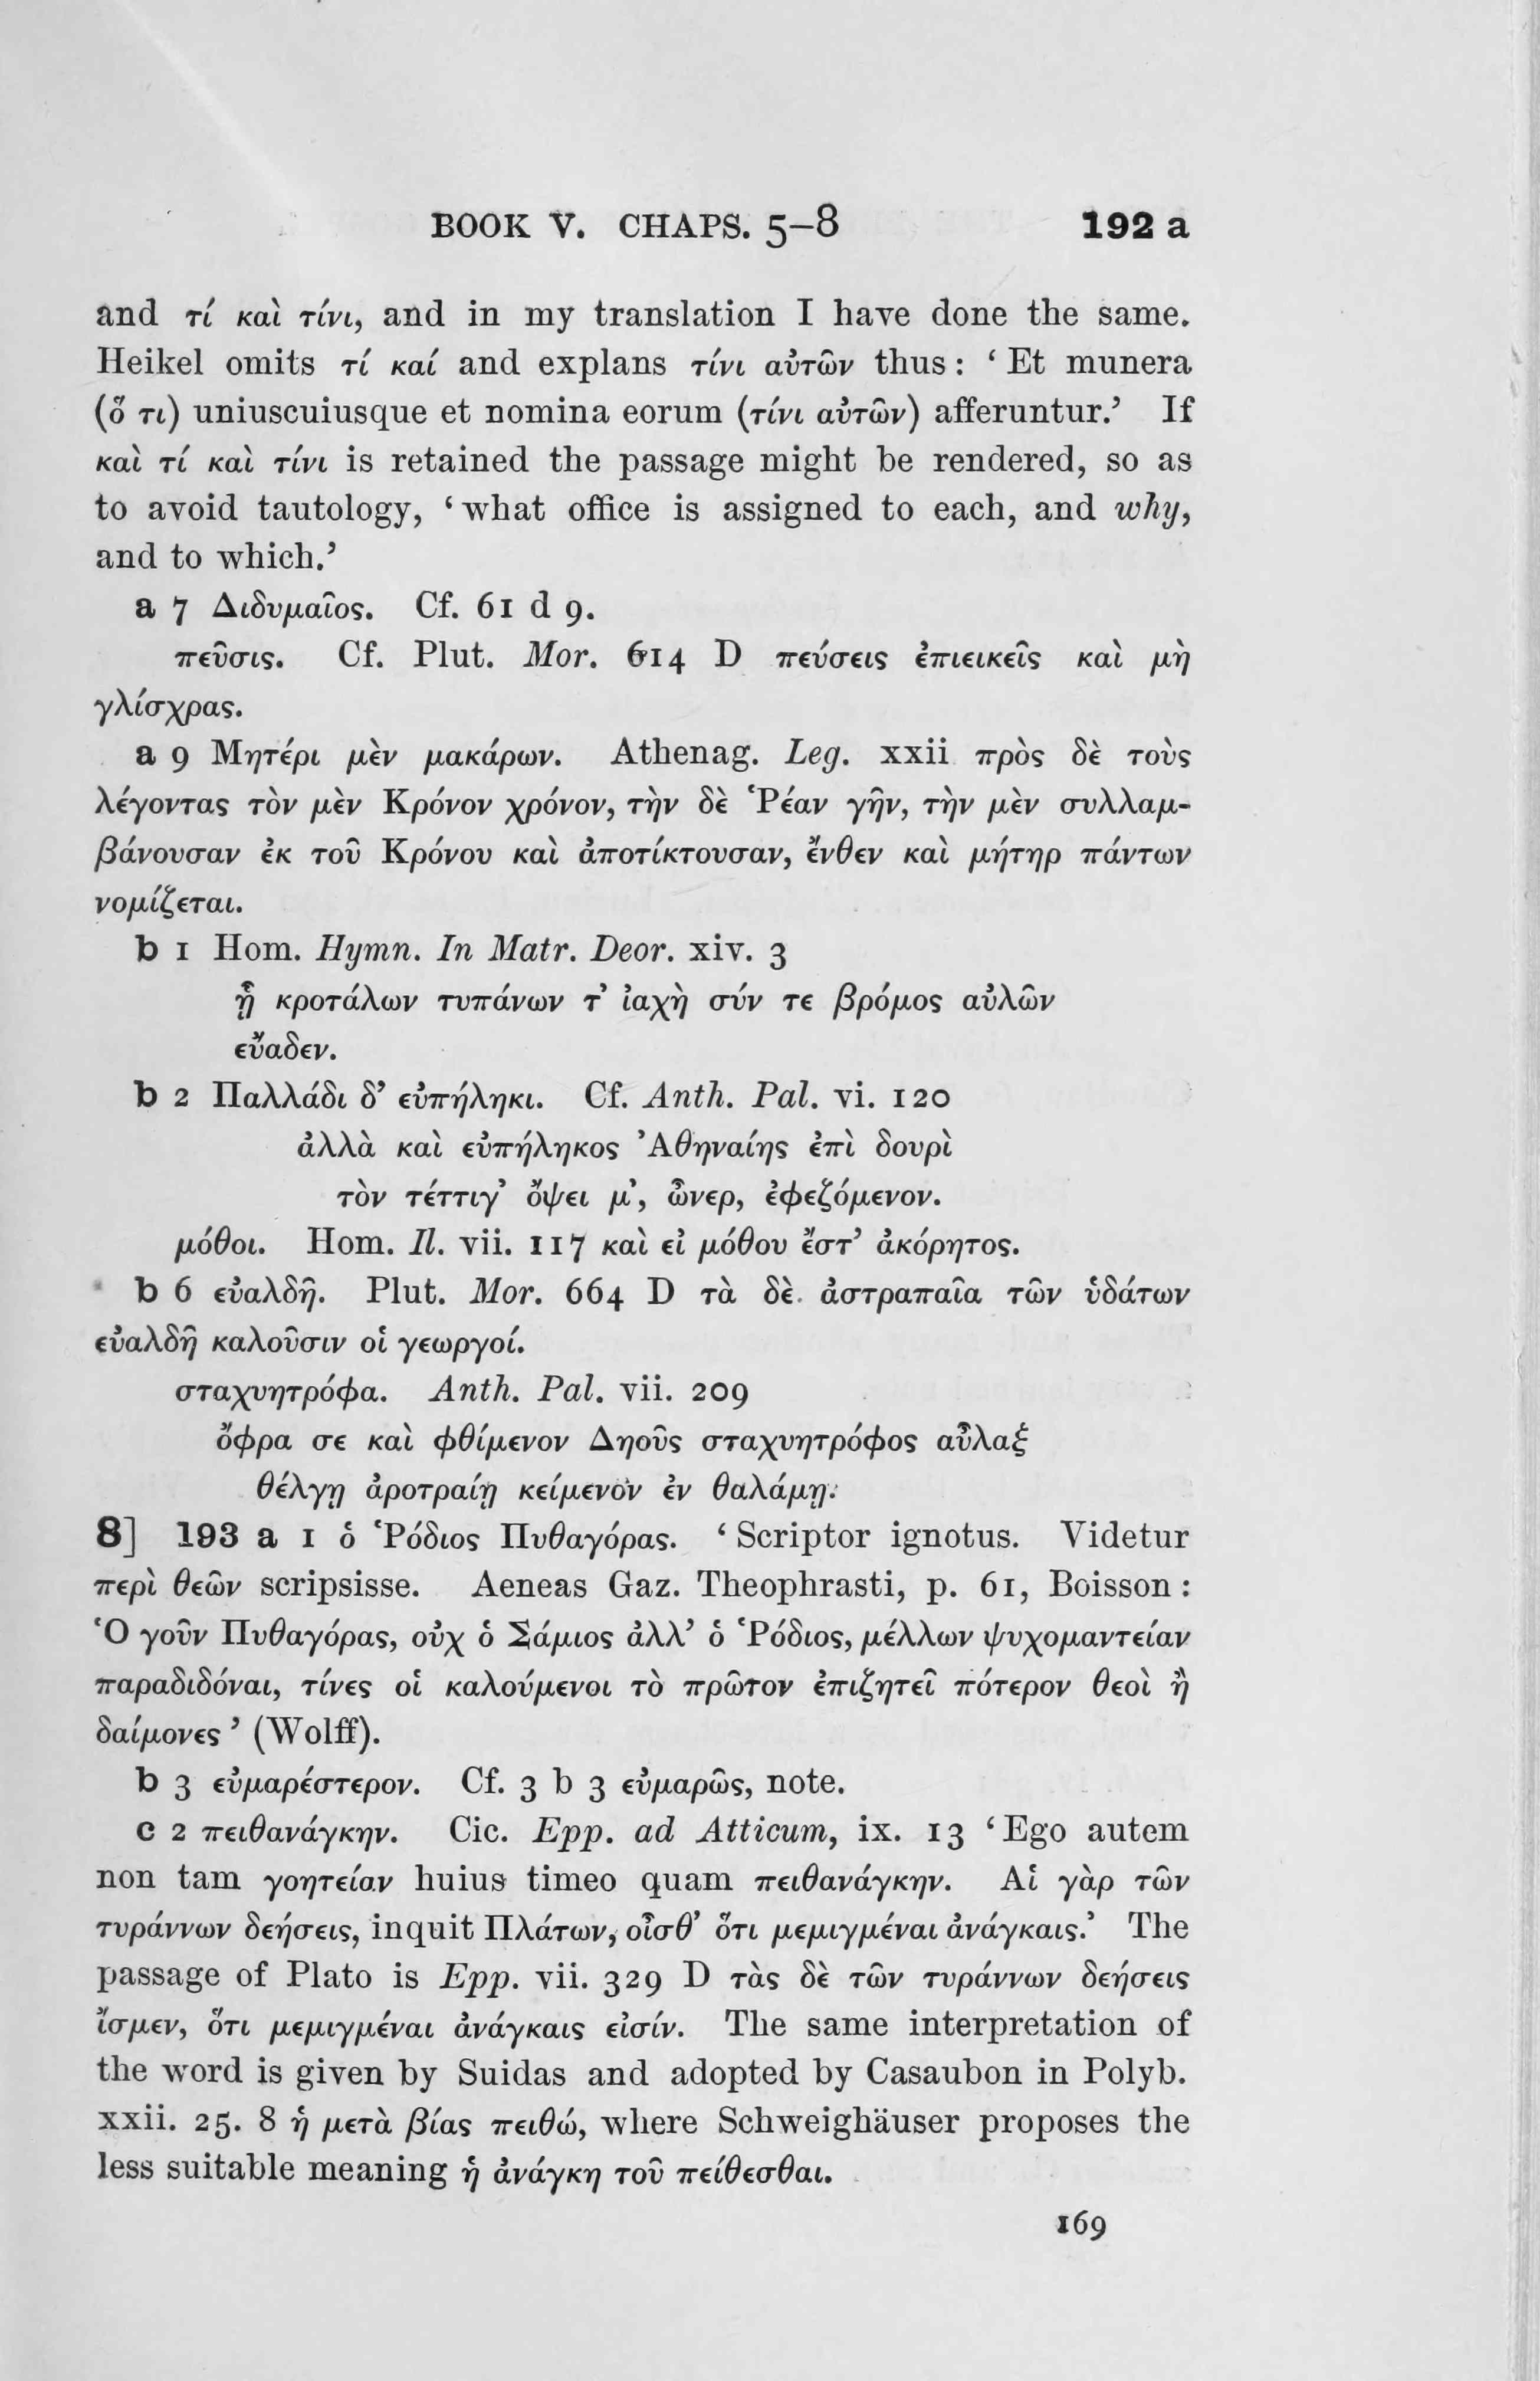 BOOK V. CHAPS. 5–8 192 a
and τί καὶ τίνι, and in my translation I have done the same.
Heikel omits τί καί and explans τίνι αὐτῶν thus: ‘Et munera
(ὅ τι) uniuscuiusque et nomina eorum (τίνι αὐτῶν) afferuntur.’ If
καὶ τί καὶ τίνι is retained the passage might be rendered, so as
to avoid tautology, ‘what office is assigned to each, and why,
and to which.’
a 7 Διδυμαῖος. Cf. 61 d 9.
πεῦσις. Cf. Plut. Mor. 614 D πεύσεις ἐπιεικεῖς καὶ μὴ
γλίσχρας.
a 9 Μητέρι μὲν μακάρων. Athenag. Leg. xxii πρὸς δὲ τοὺς
λέγοντας τὸν μὲν Κρόνον χρόνον, τὴν δὲ Ῥέαν γῆν, τὴν μὲν συλλαμ-
βάνουσαν ἐκ τοῦ Κρόνου καὶ ἀποτίκτουσαν, ἔνθεν καὶ μήτηρ πάντων
νομίζεται.
b 1 Hom. Hymn. In Matr. Deor. xiv. 3
ᾗ κροτάλων τυπάνων τ’ ἰαχὴ σύν τε βρόμος αὐλῶν
εὔαδεν.
b 2 Παλλάδι δ’ εὐπήληκι. Cf. Anth. Pal. vi. 120
ἀλλὰ καὶ εὐπήληκος Ἀθηναίης ἐπὶ δουρὶ
τὸν τέττιγ’ ὄψει μ’, ὦνερ, ἐφεζόμενον.
μόθοι. Hom. Il. vii. 117 καὶ εἰ μόθου ἔστ’ ἀκόρητος.
b 6 εὐαλδῆ. Plut. Mor. 664 D τὰ δὲ ἀστραπαῖα τῶν ὑδάτων
εὐαλδῆ καλοῦσιν οἱ γεωργοί.
σταχυητρόφα. Anth. Pal. vii. 209
ὄφρα σε καὶ φθίμενον Δηοῦς σταχυητρόφος αὖλαξ
θέλγῃ ἀροτραίῃ κείμενον ἐν θαλάμῃ.
8] 193 a 1 ὁ Ῥόδιος Πυθαγόρας. ‘Scriptor ignotus. Videtur
περὶ θεῶν scripsisse. Aeneas Gaz. Theophrasti, p. 61, Boisson:
Ὁ γοῦν Πυθαγόρας, οὐχ ὁ Σάμιος ἀλλ’ ὁ Ῥόδιος, μέλλων ψυχομαντείαν
παραδιδόναι, τίνες οἱ καλούμενοι τὸ πρῶτον ἐπιζητεῖ πότερον θεοὶ ἢ
δαίμονες’ (Wolff).
b 3 εὐμαρέστερον. Cf. 3 b 3 εὐμαρῶς, note.
c 2 πειθανάγκην. Cic. Epp. ad Atticum, ix. 13 ‘Ego autem
non tam γοητείαν huius timeo quam πειθανάγκην. Αἱ γὰρ τῶν
τυράννων δεήσεις, inquit Πλάτων, οἶσθ’ ὅτι μεμιγμέναι ἀνάγκαις.’ The
passage of Plato is Epp. vii. 329 D τὰς δὲ τῶν τυράννων δεήσεις
ἴσμεν, ὅτι μεμιγμέναι ἀνάγκαις εἰσίν. The same interpretation of
the word is given by Suidas and adopted by Casaubon in Polyb.
xxii. 25. 8 ἡ μετὰ βίας πειθώ, where Schweighäuser proposes the
less suitable meaning ἡ ἀνάγκη τοῦ πείθεσθαι.
169